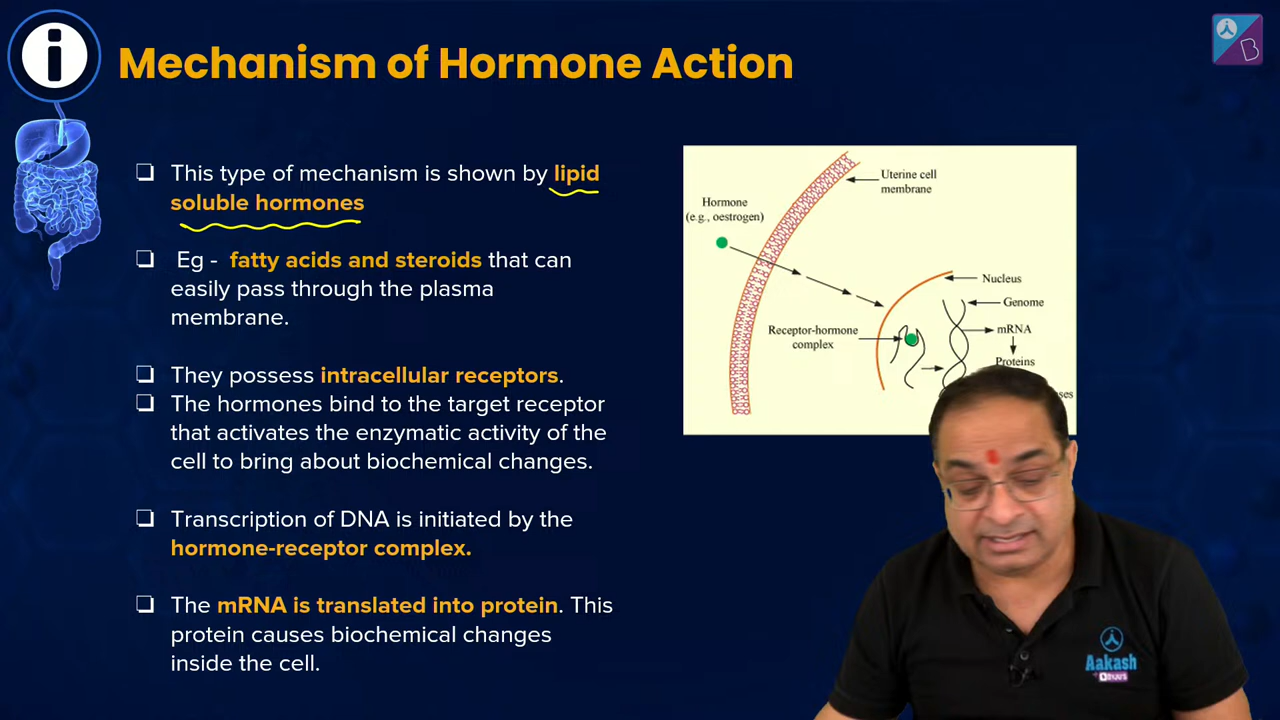 Mechanism of Hormone Action
This type of mechanism is shown by lipid
soluble hormones
Eg - fatty acids and steroids that can
easily pass through the plasma
membrane.
They possess intracellular receptors.
The hormones bind to the target receptor
that activates the enzymatic activity of the
cell to bring about biochemical changes.
Transcription of DNA is initiated by the
hormone-receptor complex.
The mRNA is translated into protein. This
protein causes biochemical changes
inside the cell.
Uterine cell
membrane
Hormone
(e.g., oestrogen)
Nucleus
Genome
Receptor-hormone
complex
mRNA
Proteins
Aakash
BYJU'S
B